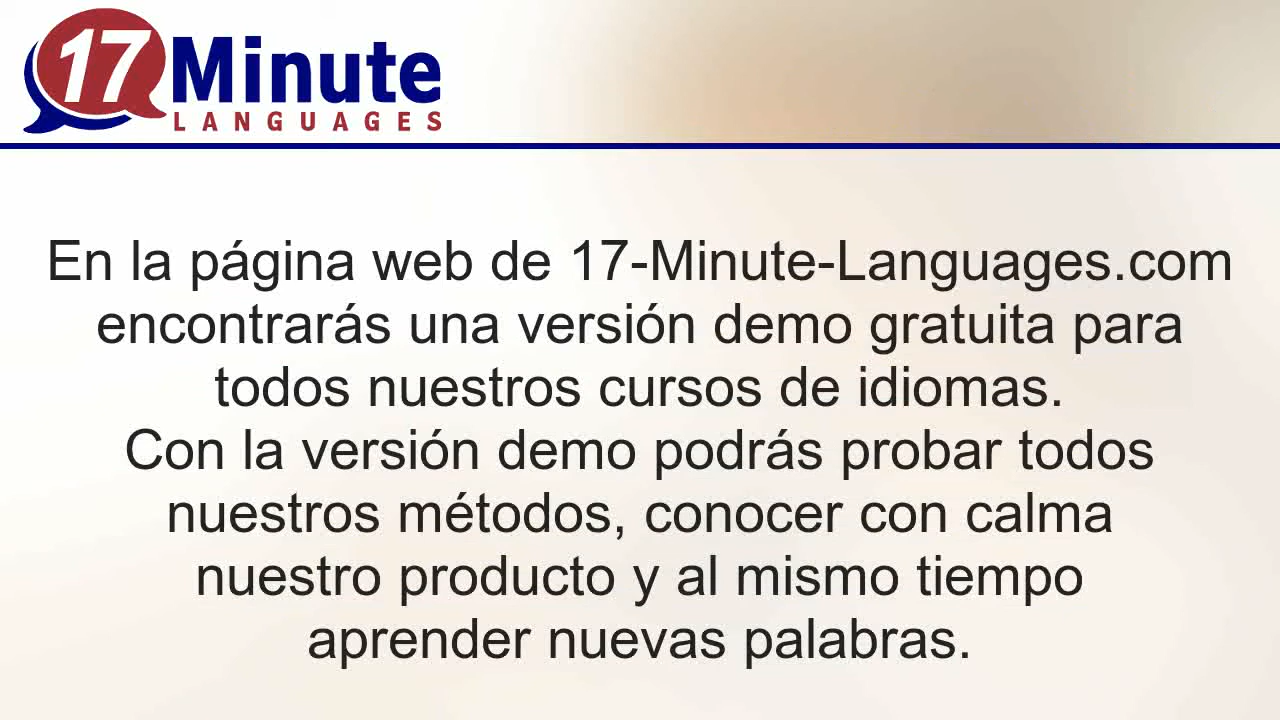 17 Minute
LANGUAGES
En la página web de 17-Minute-Languages.com
encontrarás una versión demo gratuita para
todos nuestros cursos de idiomas.
Con la versión demo podrás probar todos
nuestros métodos, conocer con calma
nuestro producto y al mismo tiempo
aprender nuevas palabras.